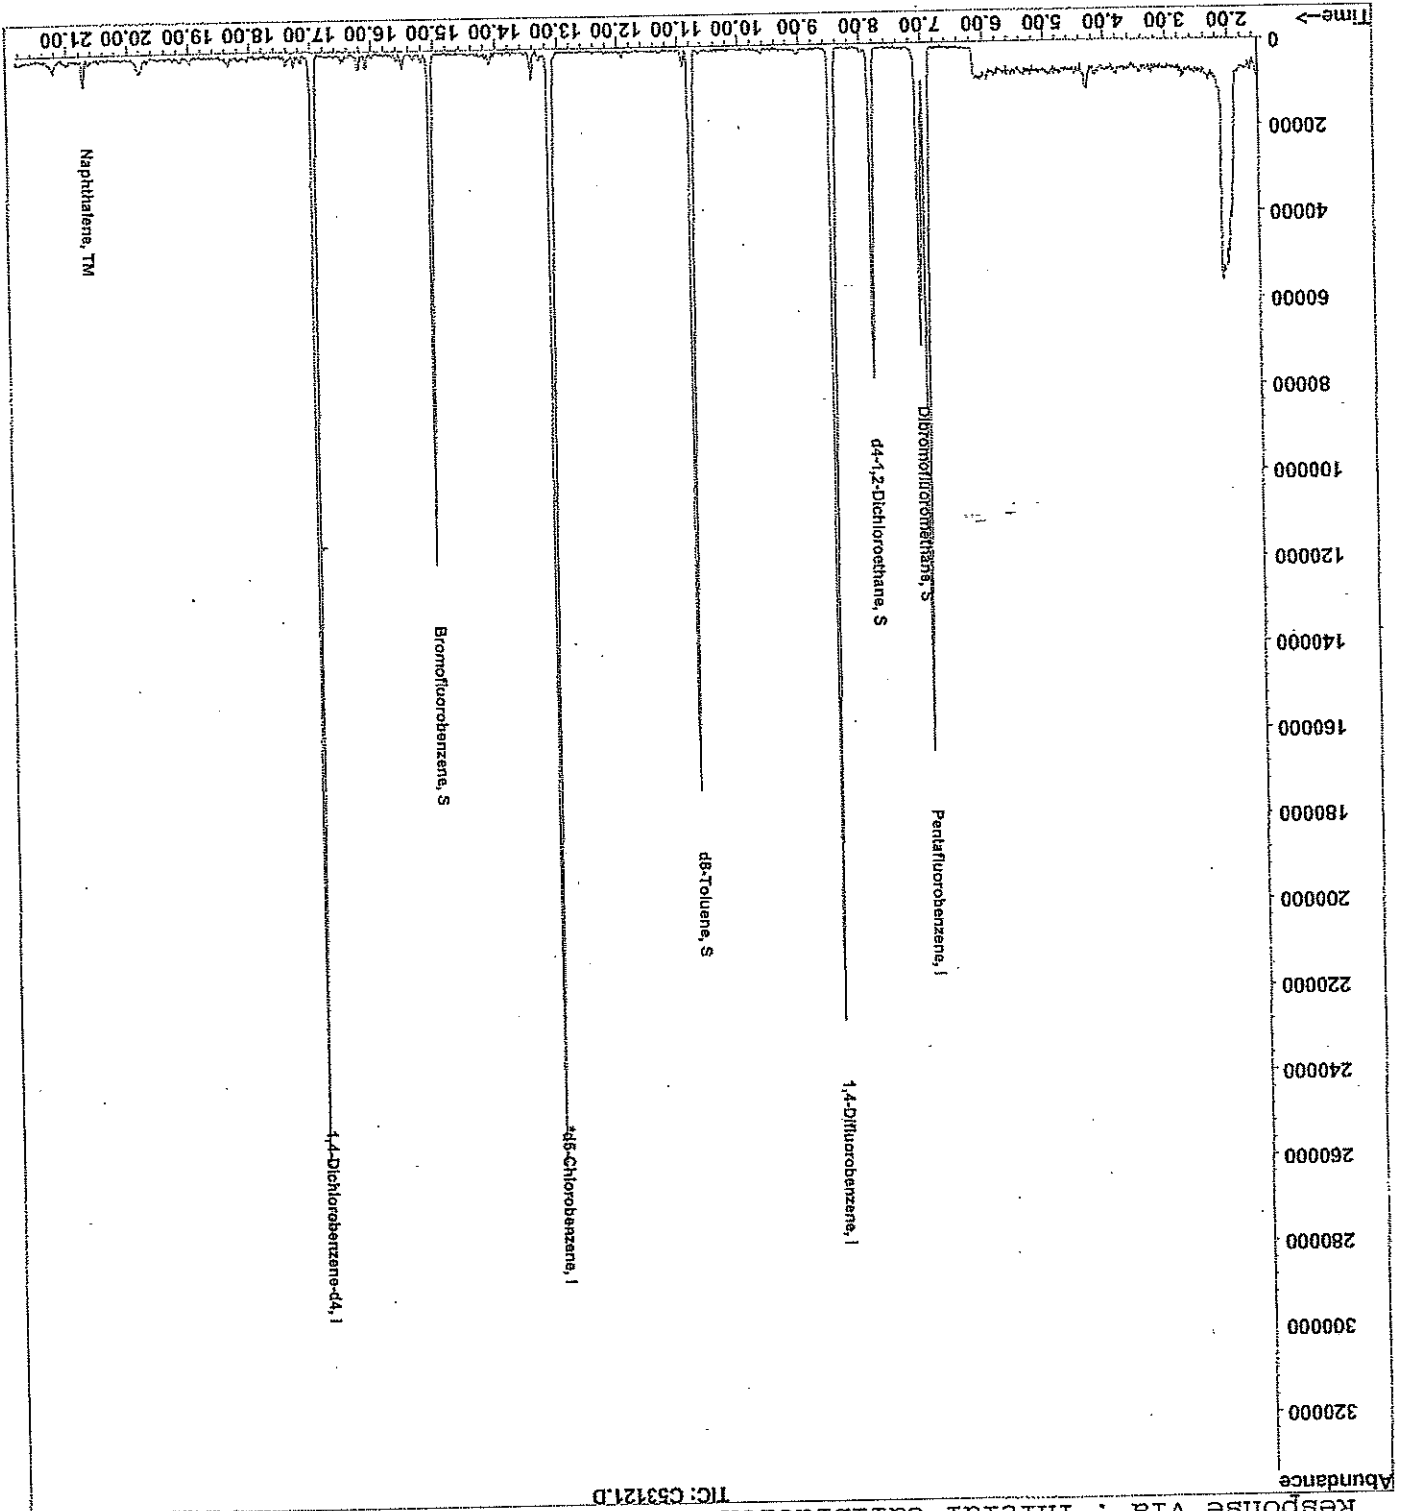 Response via : Initial Calibration
Abundance
TIC: C53121.D
320000
300000
280000
260000
240000
220000
200000
180000
160000
140000
120000
100000
80000
60000
40000
20000
0
Pentafluorobenzene, I
Dibromofluoromethane, S
d4-1,2-Dichloroethane, S
1,4-Difluorobenzene, I
d8-Toluene, S
*d5-Chlorobenzene, I
Bromofluorobenzene, S
1,4-Dichlorobenzene-d4, I
Naphthalene, TM
Time--> 2.00 3.00 4.00 5.00 6.00 7.00 8.00 9.00 10.00 11.00 12.00 13.00 14.00 15.00 16.00 17.00 18.00 19.00 20.00 21.00